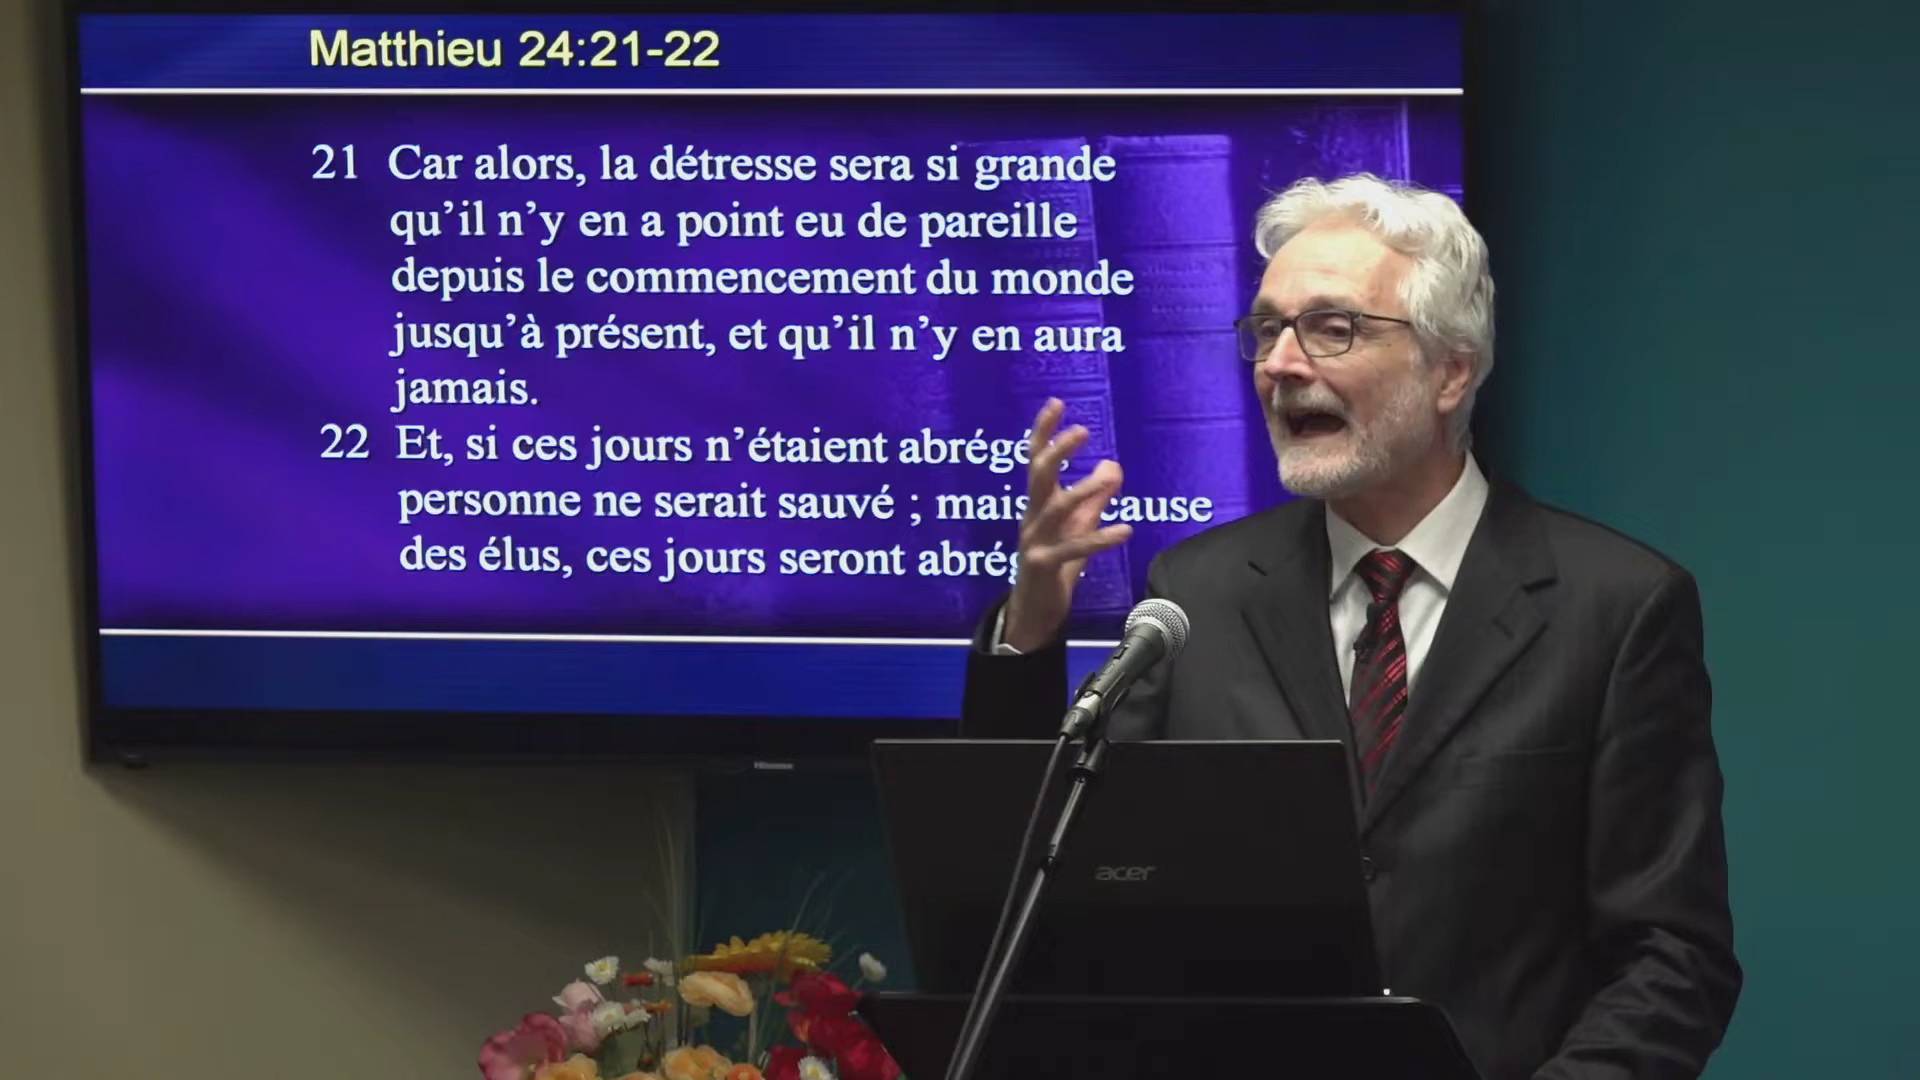 Matthieu 24:21-22
21 Car alors, la détresse sera si grande
qu’il n’y en a point eu de pareille
depuis le commencement du monde
jusqu’à présent, et qu’il n’y en aura
jamais.
22 Et, si ces jours n’étaient
personne ne serait sauvé ; mais cause
des élus, ces jours seront
Hisense
acer